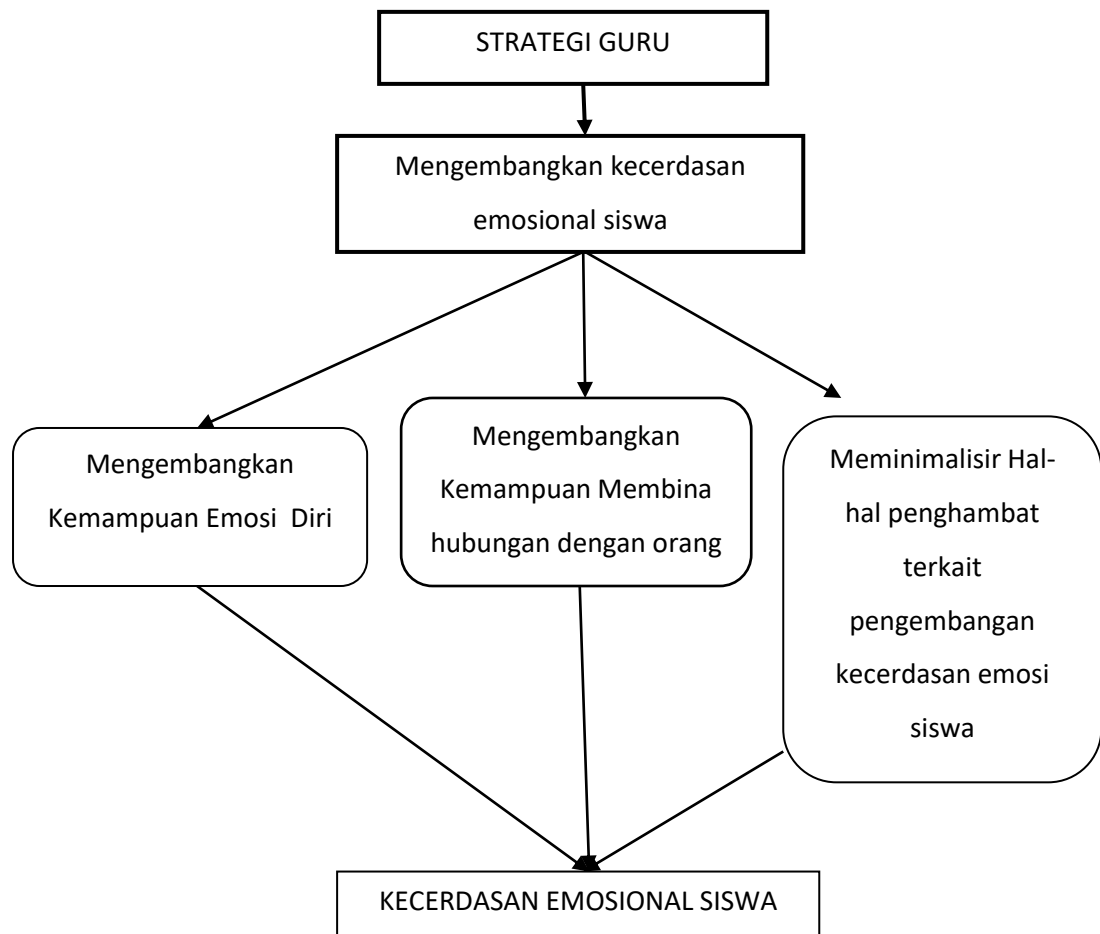 STRATEGI GURU
Mengembangkan kecerdasan
emosional siswa
Mengembangkan
Kemampuan Emosi  Diri
Mengembangkan
Kemampuan Membina
hubungan dengan orang
Meminimalisir Hal-
hal penghambat
terkait
pengembangan
kecerdasan emosi
siswa
KECERDASAN EMOSIONAL SISWA